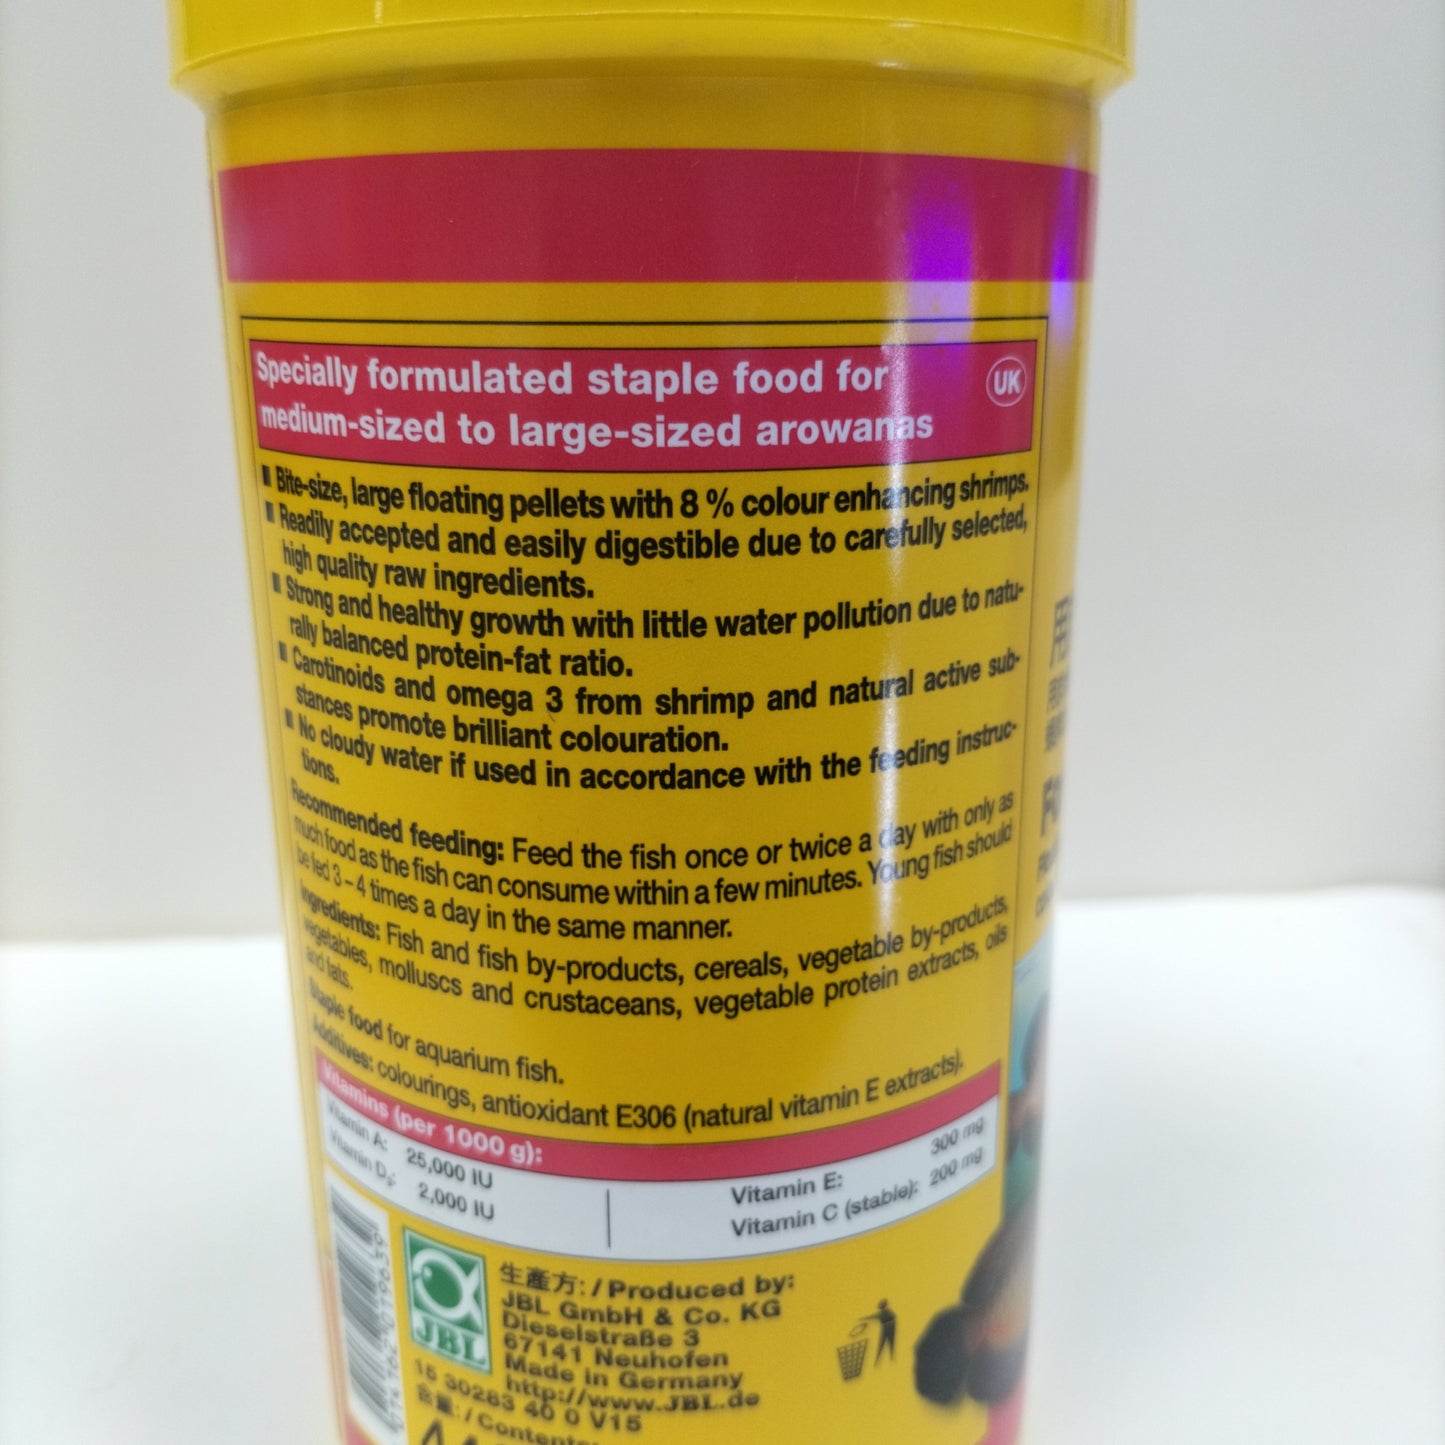 Specially formulated staple food for
UK
medium-sized to large-sized arowanas
Bite-size, large floating pellets with 8 % colour enhancing shrimps.
Readily accepted and easily digestible due to carefully selected,
high quality raw ingredients.
Strong and healthy growth with little water pollution due to natu-
rally balanced protein-fat ratio.
Carotinoids and omega 3 from shrimp and natural active sub-
stances promote brilliant colouration.
No cloudy water if used in accordance with the feeding instruc-
tions.
Recommended feeding: Feed the fish once or twice a day with only as
much food as the fish can consume within a few minutes. Young fish should
be fed 3 – 4 times a day in the same manner.
Ingredients: Fish and fish by-products, cereals, vegetable by-products,
vegetables, molluscs and crustaceans, vegetable protein extracts, oils
and fats.
Staple food for aquarium fish.
Additives: colourings, antioxidant E306 (natural vitamin E extracts).
Vitamins (per 1000 g):
Vitamin A: 25,000 IU
Vitamin D3: 2,000 IU
Vitamin E: 300 mg
Vitamin C (stable): 200 mg
生產方: / Produced by:
JBL GmbH & Co. KG
Dieselstraße 3
67141 Neuhofen
Made in Germany
http://www.JBL.de
JBL
15 30283 40 0 V15
含量: / Contents: